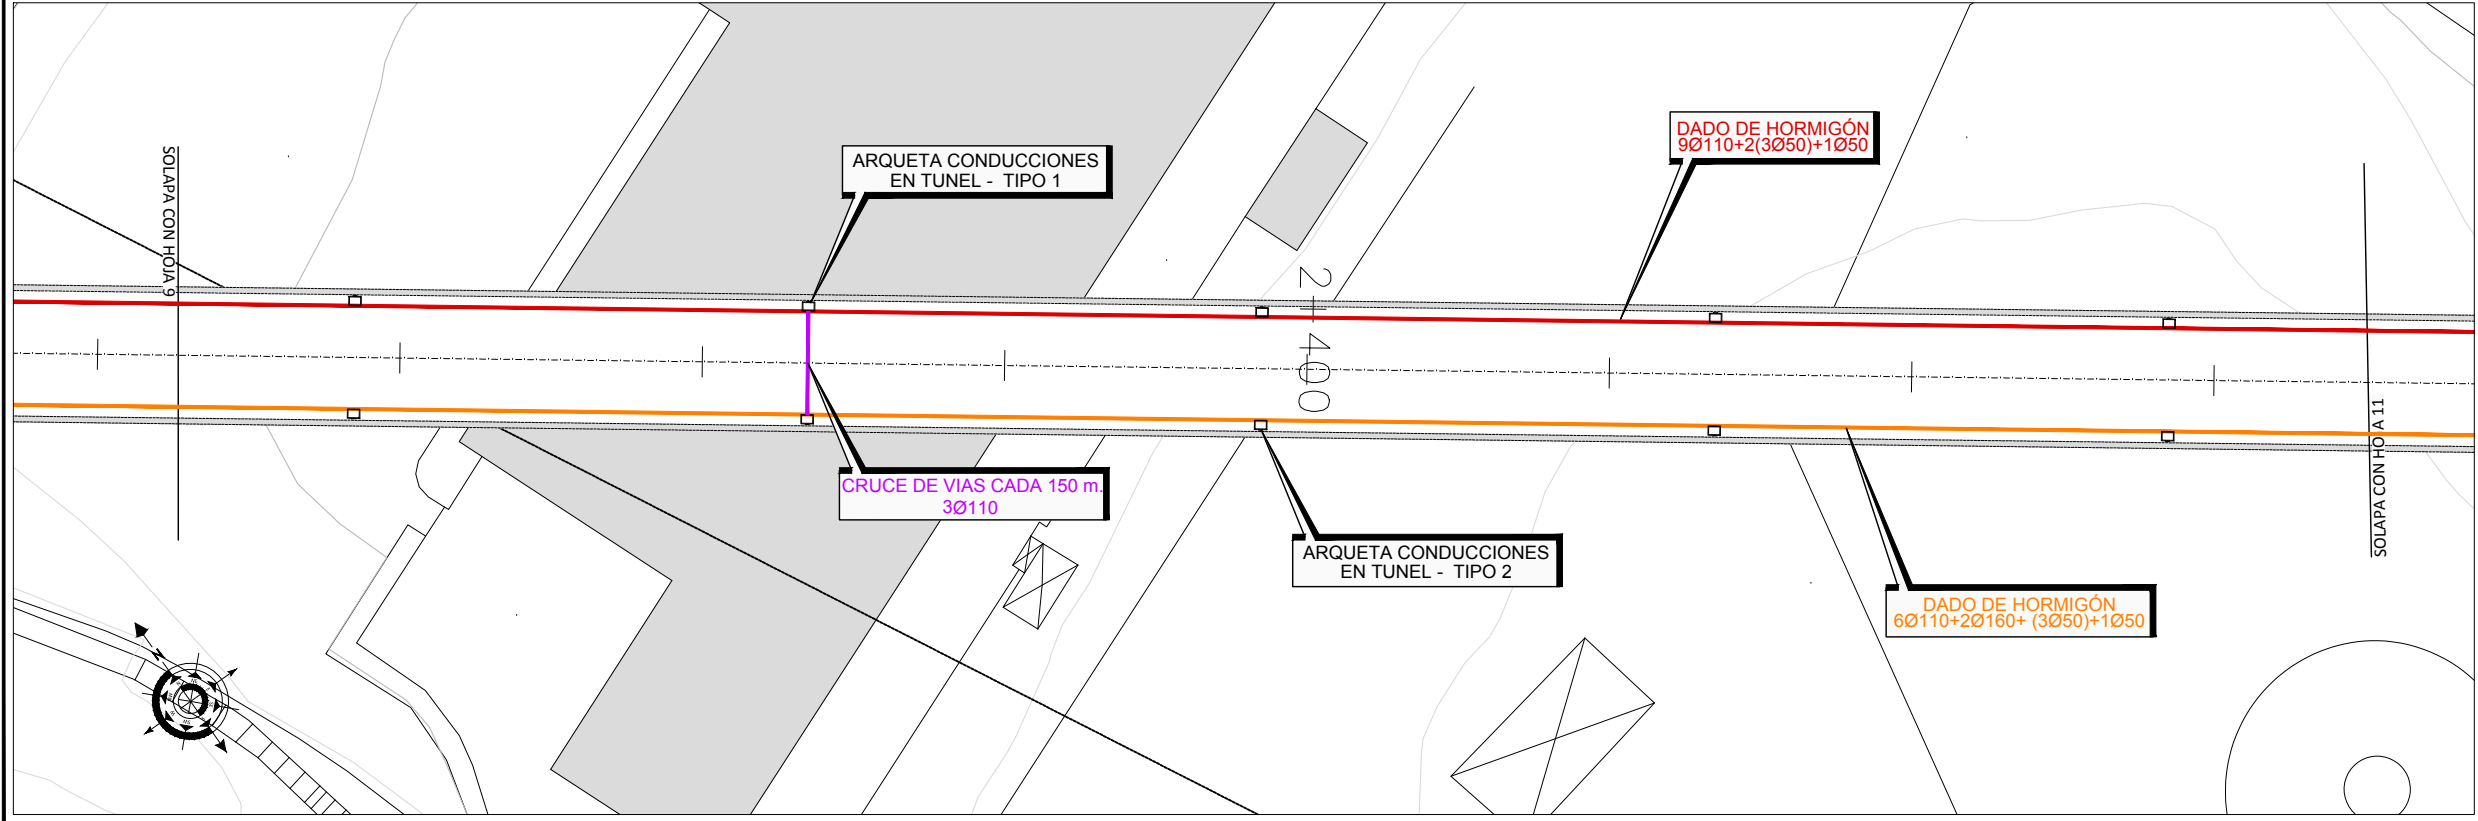 SOLAPA CON HOJA 9
ARQUETA CONDUCCIONES
EN TUNEL - TIPO 1
DADO DE HORMIGÓN
9Ø110+2(3Ø50)+1Ø50
2+400
CRUCE DE VIAS CADA 150 m.
3Ø110
ARQUETA CONDUCCIONES
EN TUNEL - TIPO 2
DADO DE HORMIGÓN
6Ø110+2Ø160+ (3Ø50)+1Ø50
SOLAPA CON HO A 11
N